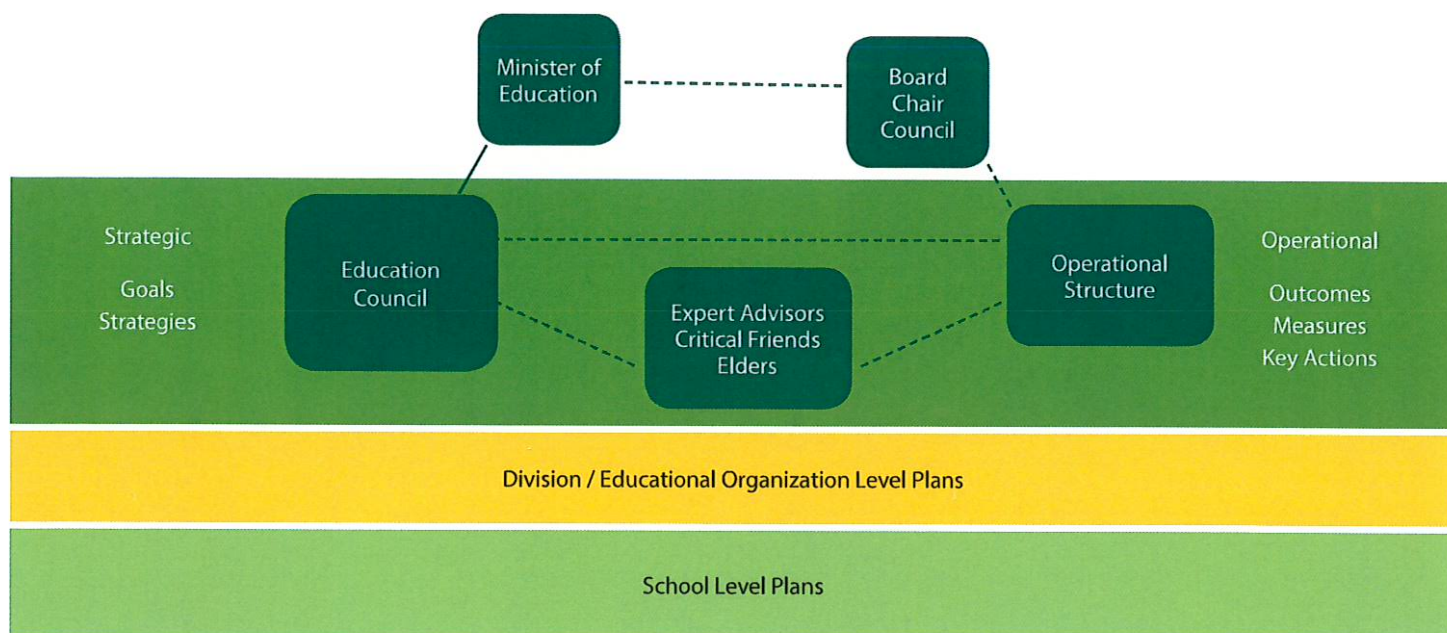 Minister of
Education
Board
Chair
Council
Strategic
Goals
Strategies
Education
Council
Expert Advisors
Critical Friends
Elders
Operational
Structure
Operational
Outcomes
Measures
Key Actions
Division / Educational Organization Level Plans
School Level Plans